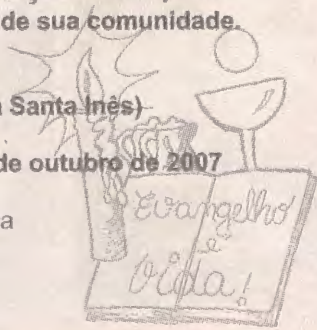 de sua comunidade.
Santa Inês)
de outubro de 2007
a
Evangelho
é
Vida!